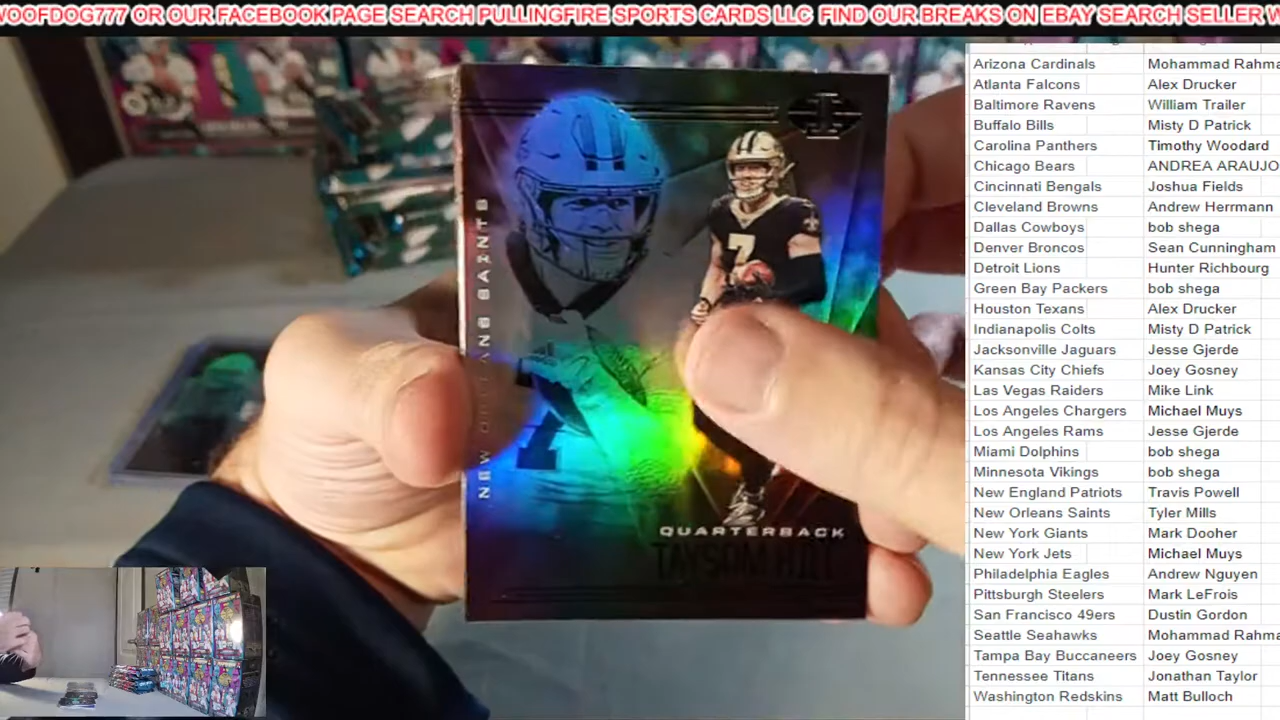 WOOFDOG777 OR OUR FACEBOOK PAGE SEARCH PULLINGFIRE SPORTS CARDS LLC FIND OUR BREAKS ON EBAY SEARCH SELLER W
NEW ORLEANS SAINTS
7
QUARTERBACK
TAYSOM HILL
Arizona Cardinals Mohammad Rahma
Atlanta Falcons Alex Drucker
Baltimore Ravens William Trailer
Buffalo Bills Misty D Patrick
Carolina Panthers Timothy Woodard
Chicago Bears ANDREA ARAUJO
Cincinnati Bengals Joshua Fields
Cleveland Browns Andrew Herrmann
Dallas Cowboys bob shega
Denver Broncos Sean Cunningham
Detroit Lions Hunter Richbourg
Green Bay Packers bob shega
Houston Texans Alex Drucker
Indianapolis Colts Misty D Patrick
Jacksonville Jaguars Jesse Gjerde
Kansas City Chiefs Joey Gosney
Las Vegas Raiders Mike Link
Los Angeles Chargers Michael Muys
Los Angeles Rams Jesse Gjerde
Miami Dolphins bob shega
Minnesota Vikings bob shega
New England Patriots Travis Powell
New Orleans Saints Tyler Mills
New York Giants Mark Dooher
New York Jets Michael Muys
Philadelphia Eagles Andrew Nguyen
Pittsburgh Steelers Mark LeFrois
San Francisco 49ers Dustin Gordon
Seattle Seahawks Mohammad Rahma
Tampa Bay Buccaneers Joey Gosney
Tennessee Titans Jonathan Taylor
Washington Redskins Matt Bulloch